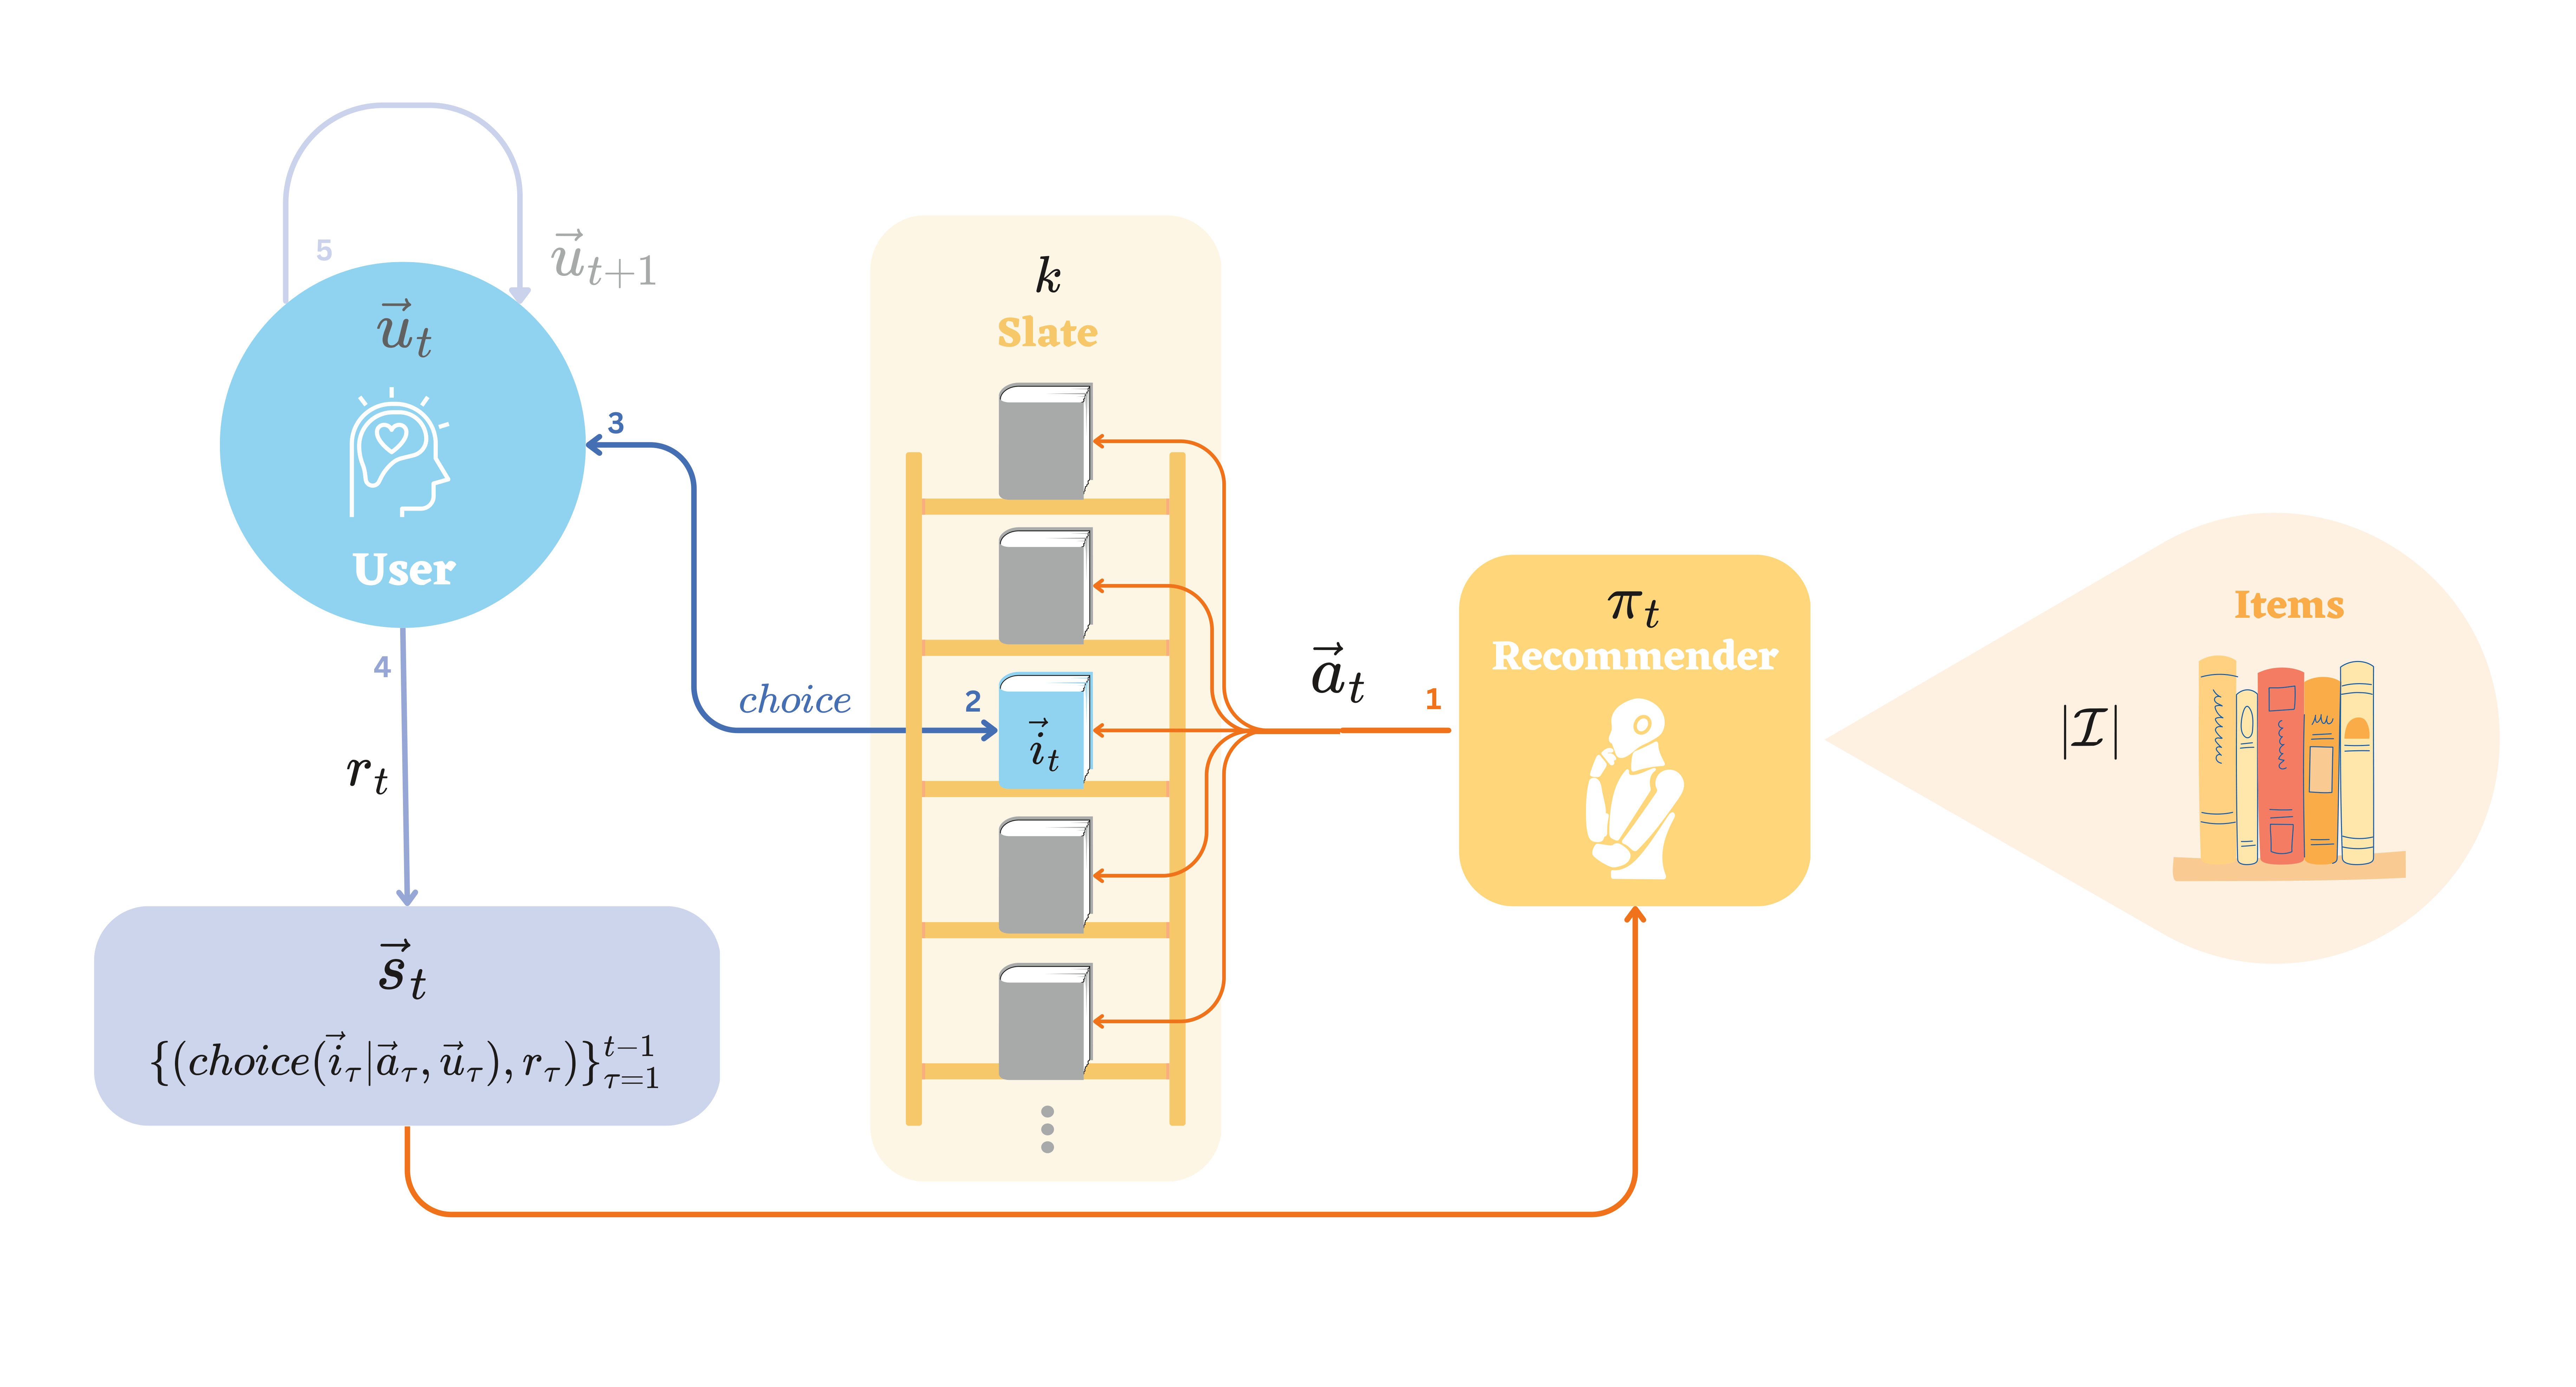 5
$\vec{u}_{t+1}$
$\vec{u}_t$
User
3
4
$r_t$
$\vec{s}_t$
$\{(choice(\vec{i}_\tau|\vec{a}_\tau, \vec{u}_\tau), r_\tau)\}_{\tau=1}^{t-1}$
choice
2
k
Slate
$\vec{i}_t$
$\vec{a}_t$
1
$\pi_t$
Recommender
$|\mathcal{I}|$
Items